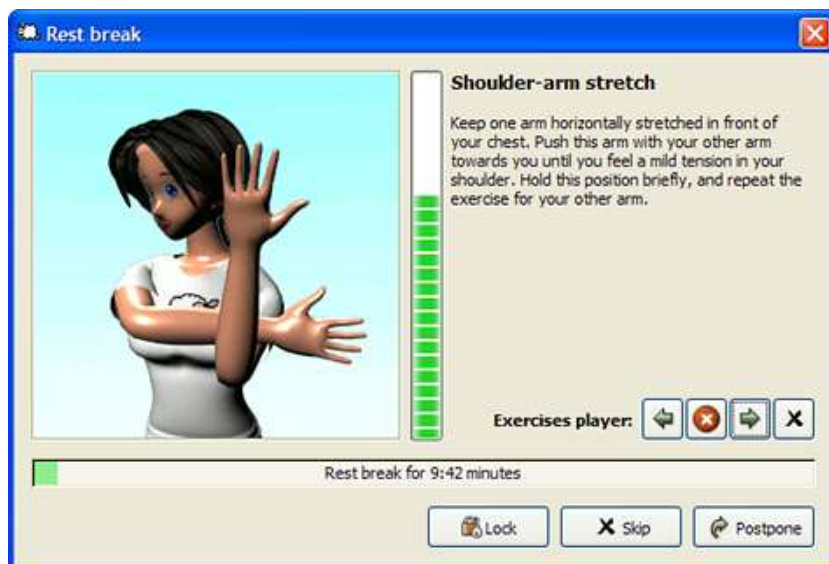 Rest break
Shoulder-arm stretch
Keep one arm horizontally stretched in front of
your chest. Push this arm with your other arm
towards you until you feel a mild tension in your
shoulder. Hold this position briefly, and repeat the
exercise for your other arm.
Exercises player:
Rest break for 9:42 minutes
Lock
Skip
Postpone